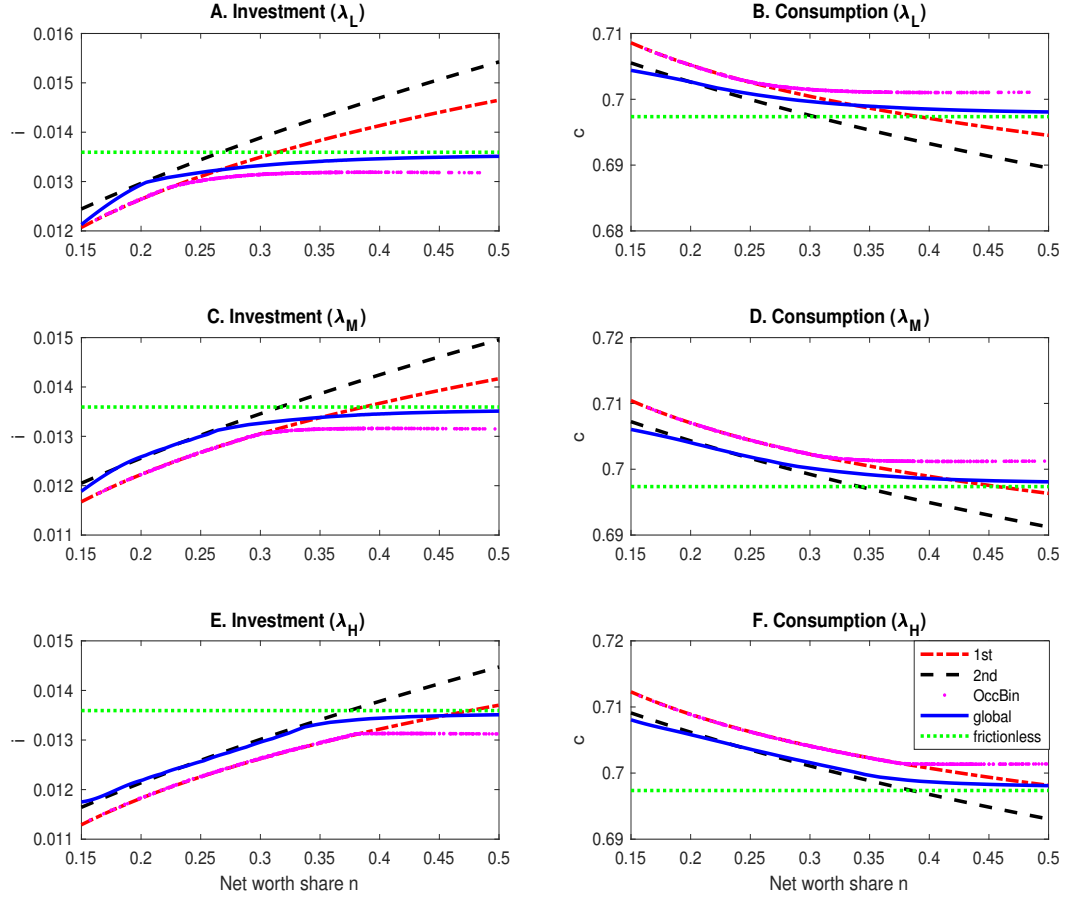 A. Investment (λL)
0.016
0.015
0.014
0.013
0.012
i
0.15 0.2 0.25 0.3 0.35 0.4 0.45 0.5
B. Consumption (λL)
0.71
0.7
0.69
0.68
c
0.15 0.2 0.25 0.3 0.35 0.4 0.45 0.5
C. Investment (λM)
0.015
0.014
0.013
0.012
0.011
i
0.15 0.2 0.25 0.3 0.35 0.4 0.45 0.5
D. Consumption (λM)
0.72
0.71
0.7
0.69
c
0.15 0.2 0.25 0.3 0.35 0.4 0.45 0.5
E. Investment (λH)
0.015
0.014
0.013
0.012
0.011
i
0.15 0.2 0.25 0.3 0.35 0.4 0.45 0.5
Net worth share n
F. Consumption (λH)
0.72
0.71
0.7
0.69
c
1st
2nd
OccBin
global
frictionless
0.15 0.2 0.25 0.3 0.35 0.4 0.45 0.5
Net worth share n